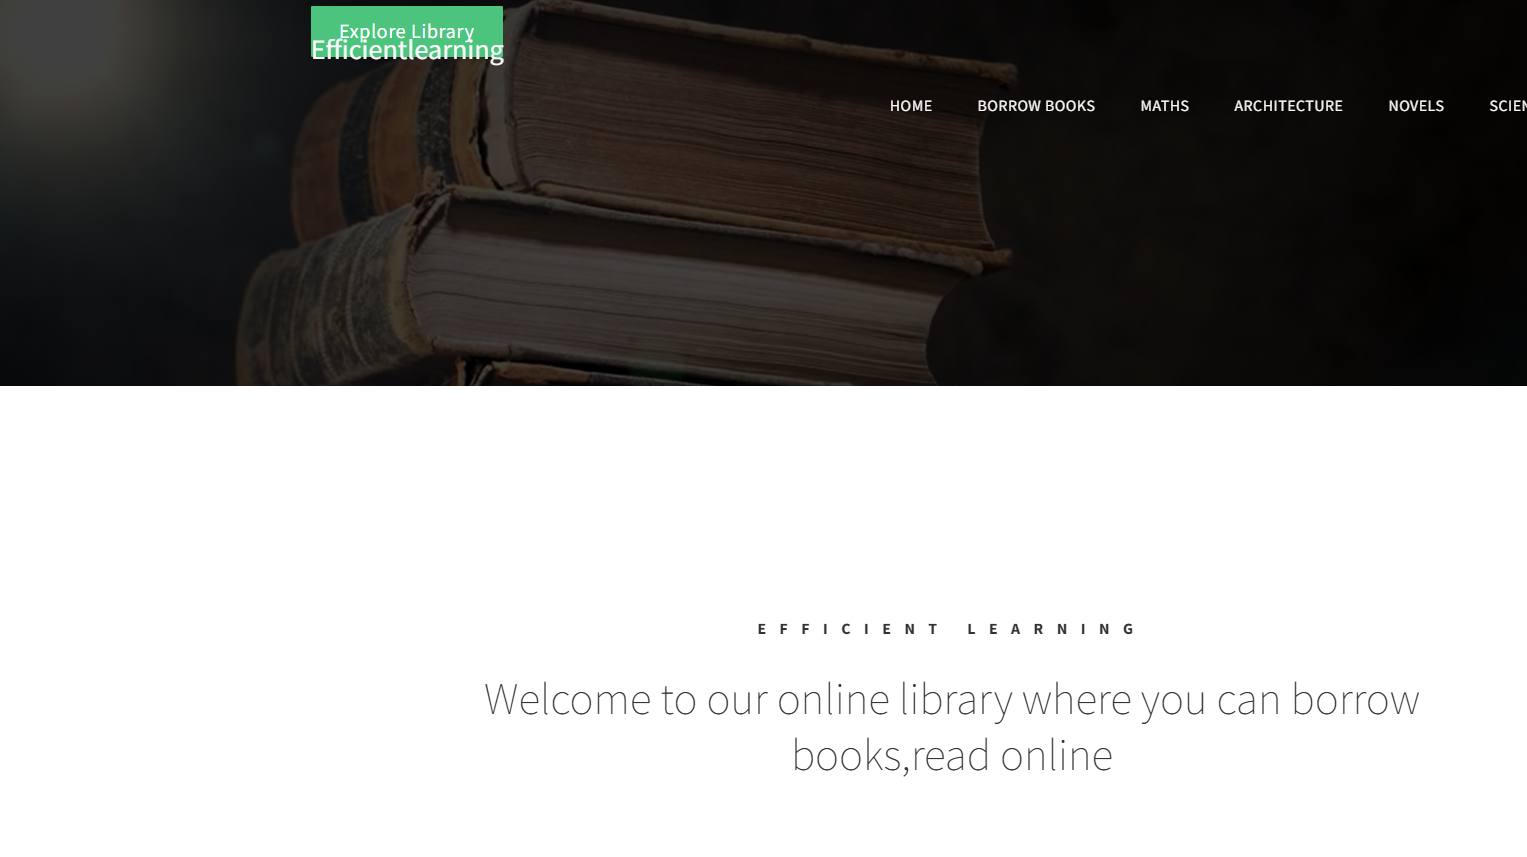 Explore Library
Efficientlearning
HOME BORROW BOOKS MATHS ARCHITECTURE NOVELS
EFFICIENT LEARNING
Welcome to our online library where you can borrow
books,read online